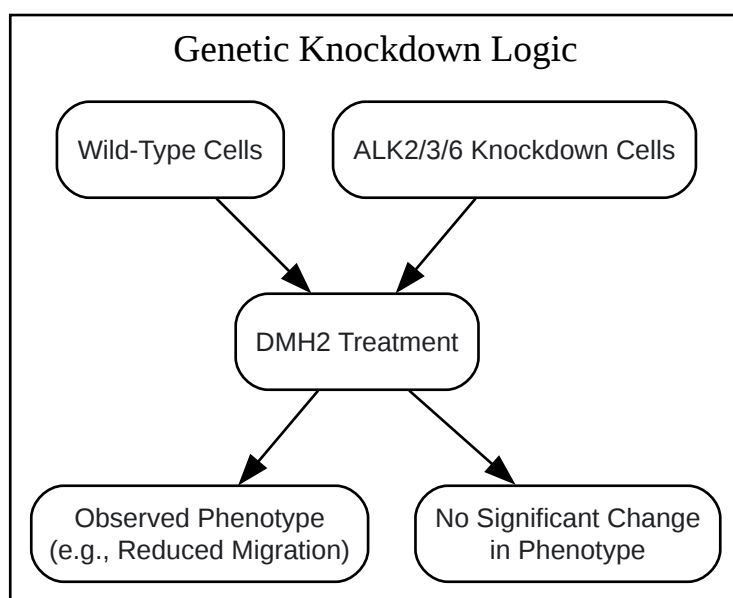 Genetic Knockdown Logic
Wild-Type Cells
ALK2/3/6 Knockdown Cells
DMH2 Treatment
Observed Phenotype
(e.g., Reduced Migration)
No Significant Change
in Phenotype